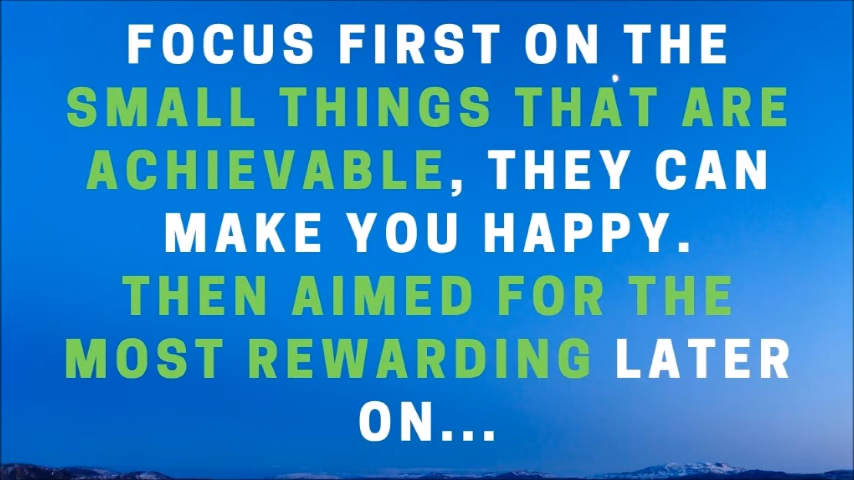 FOCUS FIRST ON THE
SMALL THINGS THAT ARE
ACHIEVABLE, THEY CAN
MAKE YOU HAPPY.
THEN AIMED FOR THE
MOST REWARDING LATER
ON...